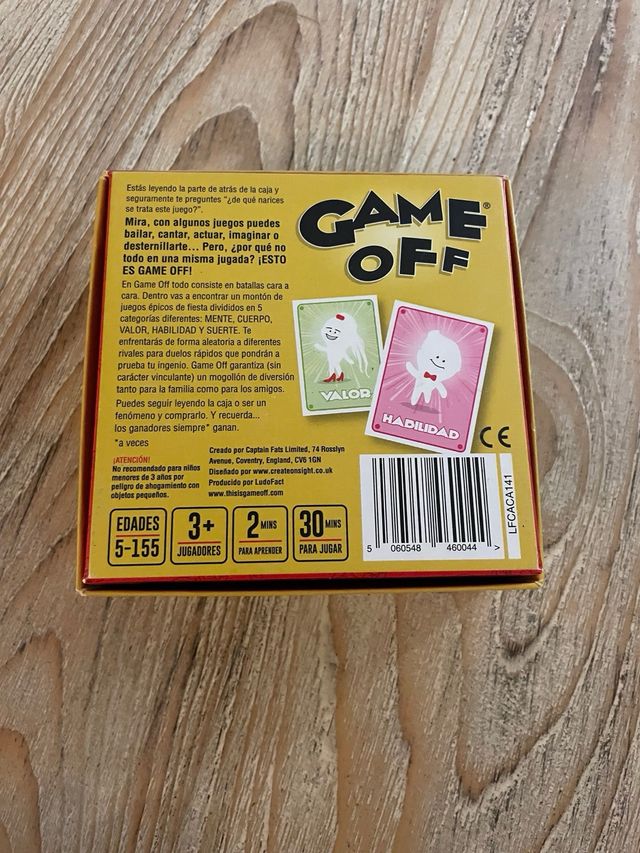 Estás leyendo la parte de atrás de la caja y
seguramente te preguntes "¿de qué narices
se trata este juego?".
Mira, con algunos juegos puedes
bailar, cantar, actuar, imaginar o
desternillarte... Pero, ¿por qué no
todo en una misma jugada? ¡ESTO
ES GAME OFF!
En Game Off todo consiste en batallas cara a
cara. Dentro vas a encontrar un montón de
juegos épicos de fiesta divididos en 5
categorías diferentes: MENTE, CUERPO,
VALOR, HABILIDAD Y SUERTE. Te
enfrentarás de forma aleatoria a diferentes
rivales para duelos rápidos que pondrán a
prueba tu ingenio. Game Off garantiza (sin
carácter vinculante) un mogollón de diversión
tanto para la familia como para los amigos.
Puedes seguir leyendo la caja o ser un
fenómeno y comprarlo. Y recuerda...
los ganadores siempre* ganan.
*a veces
GAME®
OFF
VALOR
HABILIDAD
¡ATENCIÓN!
No recomendado para niños
menores de 3 años por
peligro de ahogamiento con
objetos pequeños.
Creado por Captain Fats Limited, 74 Rosslyn
Avenue, Coventry, England, CV6 1GN
Diseñado por www.createonsight.co.uk
Producido por LudoFact
www.thisisgameoff.com
CE
EDADES
5-155
3+
JUGADORES
2 MINS
PARA APRENDER
30 MINS
PARA JUGAR
5 060548 460044 >
LFCACA141